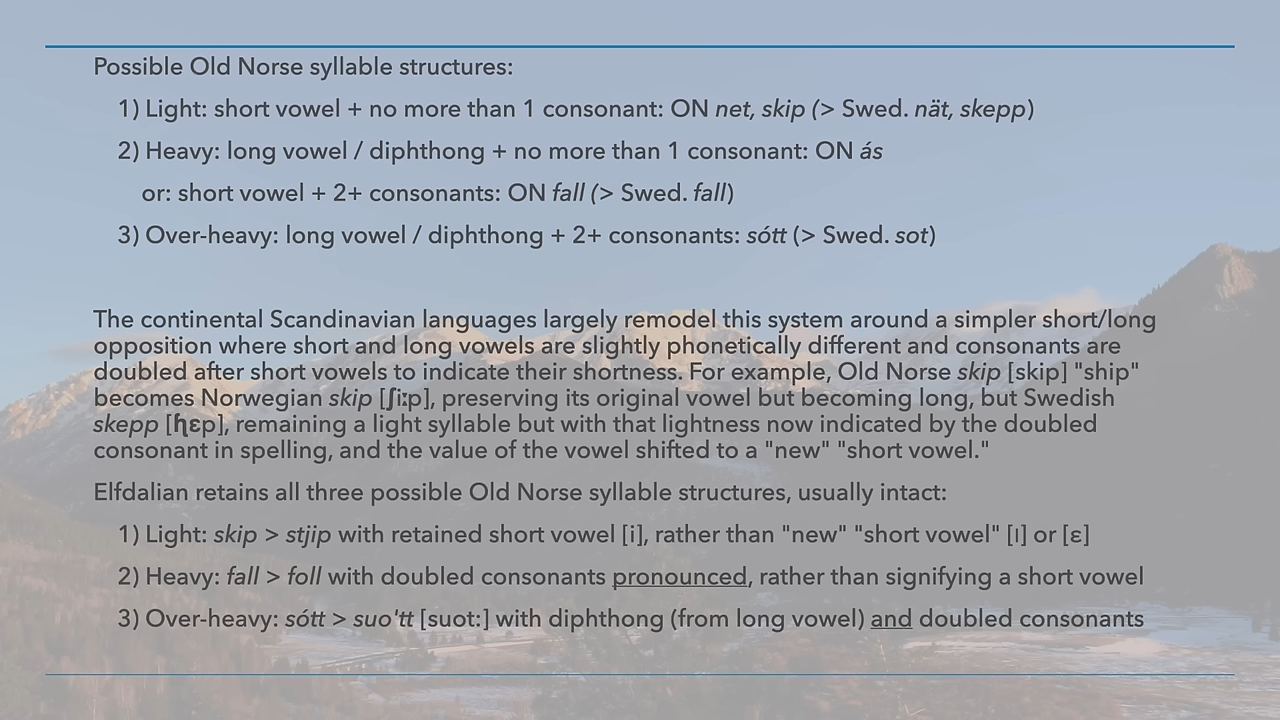 Possible Old Norse syllable structures:
1) Light: short vowel + no more than 1 consonant: ON net, skip (> Swed. nät, skepp)
2) Heavy: long vowel / diphthong + no more than 1 consonant: ON ás
or: short vowel + 2+ consonants: ON fall (> Swed. fall)
3) Over-heavy: long vowel / diphthong + 2+ consonants: sótt (> Swed. sot)
The continental Scandinavian languages largely remodel this system around a simpler short/long
opposition where short and long vowels are slightly phonetically different and consonants are
doubled after short vowels to indicate their shortness. For example, Old Norse skip [skip] "ship"
becomes Norwegian skip [ʃiːp], preserving its original vowel but becoming long, but Swedish
skepp [ɧɛp], remaining a light syllable but with that lightness now indicated by the doubled
consonant in spelling, and the value of the vowel shifted to a "new" "short vowel."
Elfdalian retains all three possible Old Norse syllable structures, usually intact:
1) Light: skip > stjip with retained short vowel [i], rather than "new" "short vowel" [ɪ] or [ɛ]
2) Heavy: fall > foll with doubled consonants pronounced, rather than signifying a short vowel
3) Over-heavy: sótt > suo'tt [suot:] with diphthong (from long vowel) and doubled consonants